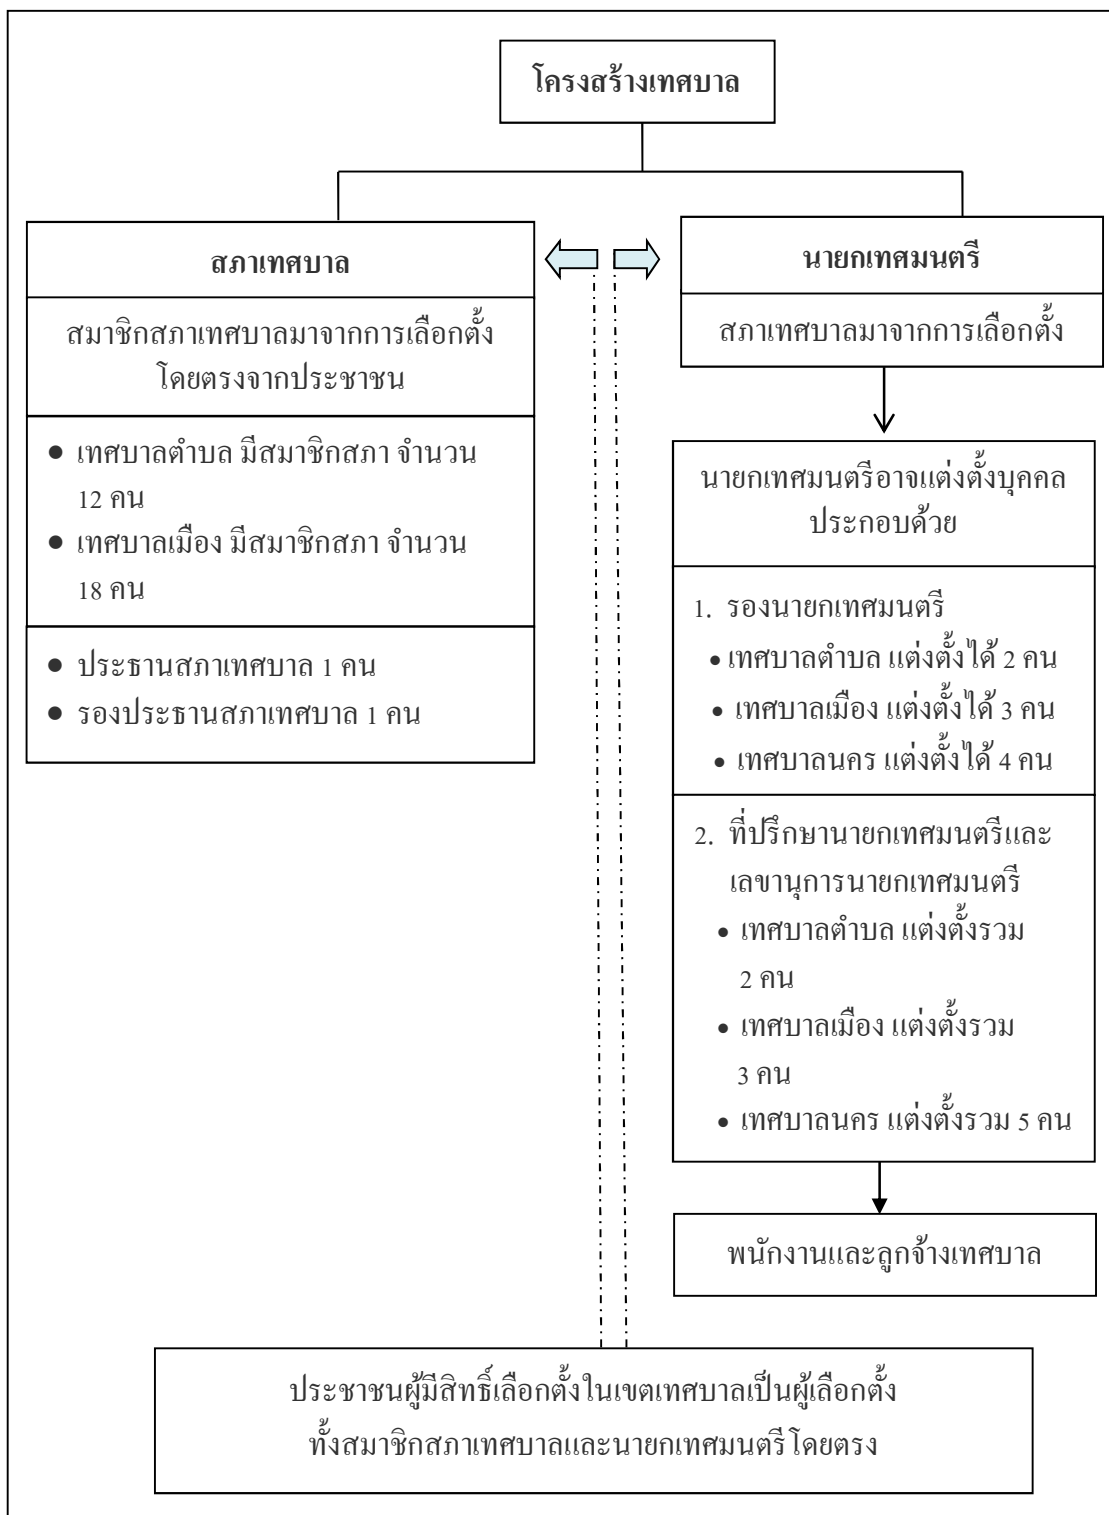 โครงสร้างเทศบาล
สภาเทศบาล
สมาชิกสภาเทศบาลมาจากการเลือกตั้ง
โดยตรงจากประชาชน
● เทศบาลตำบล มีสมาชิกสภา จำนวน
12 คน
● เทศบาลเมือง มีสมาชิกสภา จำนวน
18 คน
● ประธานสภาเทศบาล 1 คน
● รองประธานสภาเทศบาล 1 คน
นายกเทศมนตรี
สภาเทศบาลมาจากการเลือกตั้ง
นายกเทศมนตรีอาจแต่งตั้งบุคคล
ประกอบด้วย
1. รองนายกเทศมนตรี
• เทศบาลตำบล แต่งตั้งได้ 2 คน
• เทศบาลเมือง แต่งตั้งได้ 3 คน
• เทศบาลนคร แต่งตั้งได้ 4 คน
2. ที่ปรึกษานายกเทศมนตรีและ
เลขานุการนายกเทศมนตรี
• เทศบาลตำบล แต่งตั้งรวม
2 คน
• เทศบาลเมือง แต่งตั้งรวม
3 คน
• เทศบาลนคร แต่งตั้งรวม 5 คน
พนักงานและลูกจ้างเทศบาล
ประชาชนผู้มีสิทธิ์เลือกตั้งในเขตเทศบาลเป็นผู้เลือกตั้ง
ทั้งสมาชิกสภาเทศบาลและนายกเทศมนตรีโดยตรง